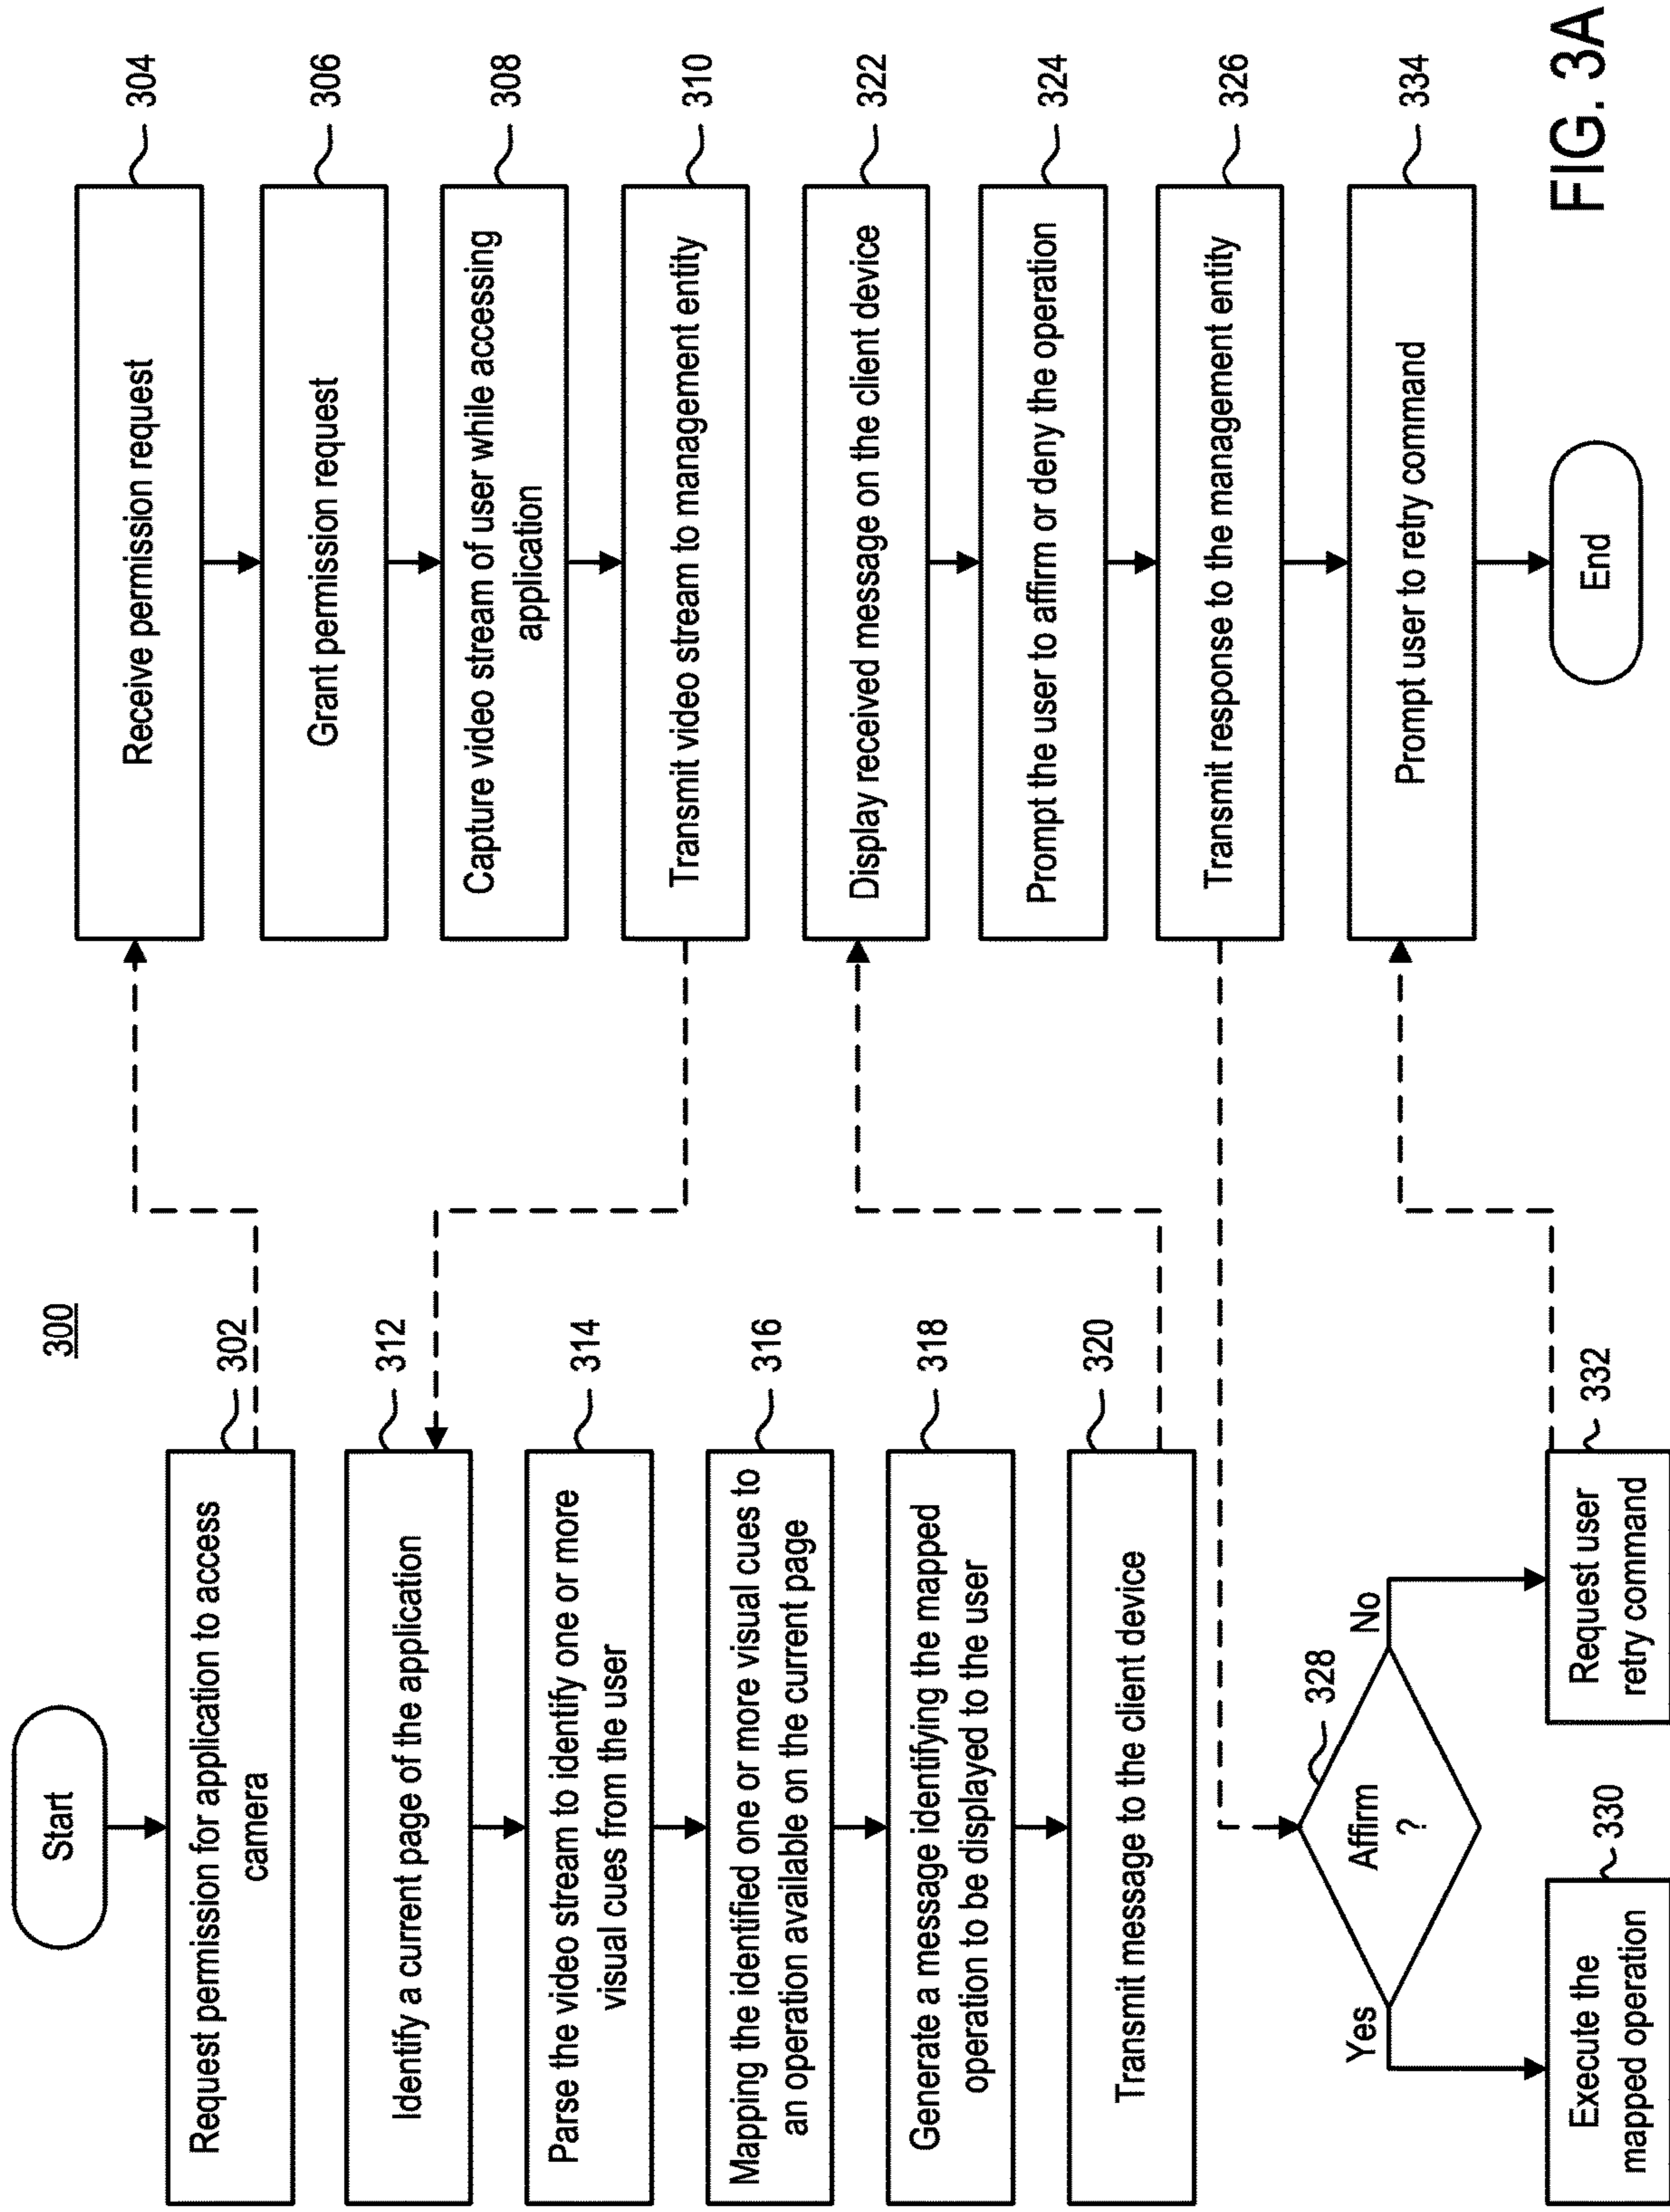 300
Start
302
Request permission for application to access
camera
304
Receive permission request
306
Grant permission request
308
Capture video stream of user while accessing
application
310
Transmit video stream to management entity
312
Identify a current page of the application
314
Parse the video stream to identify one or more
visual cues from the user
316
Mapping the identified one or more visual cues to
an operation available on the current page
318
Generate a message identifying the mapped
operation to be displayed to the user
320
Transmit message to the client device
322
Display received message on the client device
324
Prompt the user to affirm or deny the operation
326
Transmit response to the management entity
328
Affirm
?
Yes
No
330
Execute the
mapped operation
332
Request user
retry command
334
Prompt user to retry command
End
FIG. 3A